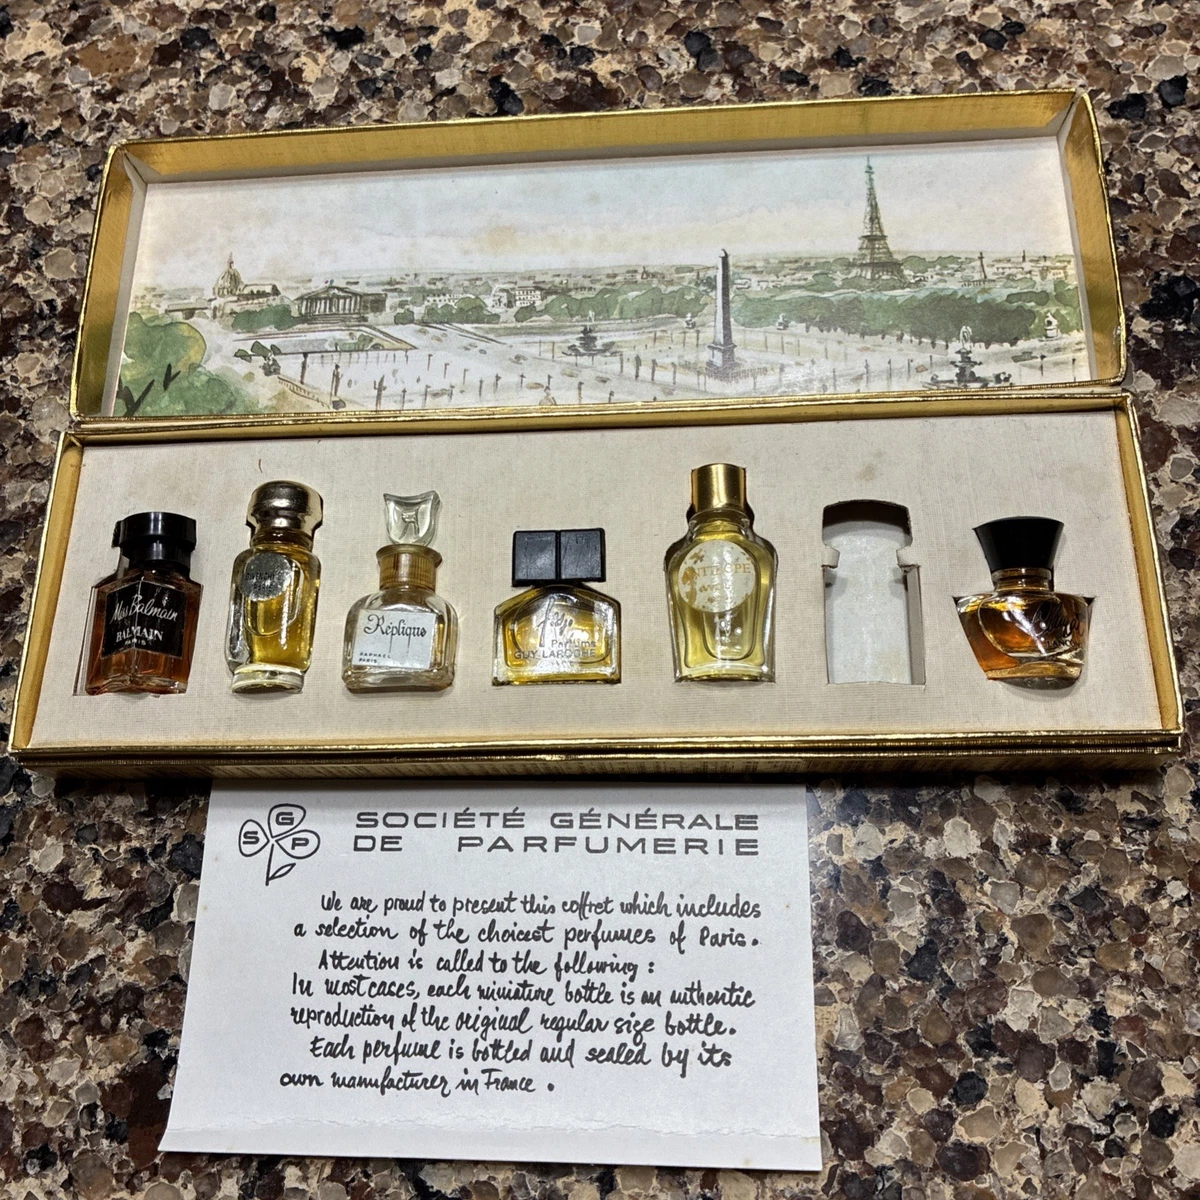 Miss Balmain
BALMAIN
PARIS
GIVENCHY
Réplique
RAPHAEL
PARIS
Fidji
Parfums
GUY LAROCHE
ANTILOPE
S G P
SOCIÉTÉ GÉNÉRALE
DE PARFUMERIE
We are proud to present this coffret which includes
a selection of the choicest perfumes of Paris.
Attention is called to the following :
In most cases, each miniature bottle is an authentic
reproduction of the original regular size bottle.
Each perfume is bottled and sealed by its
own manufacturer in France .